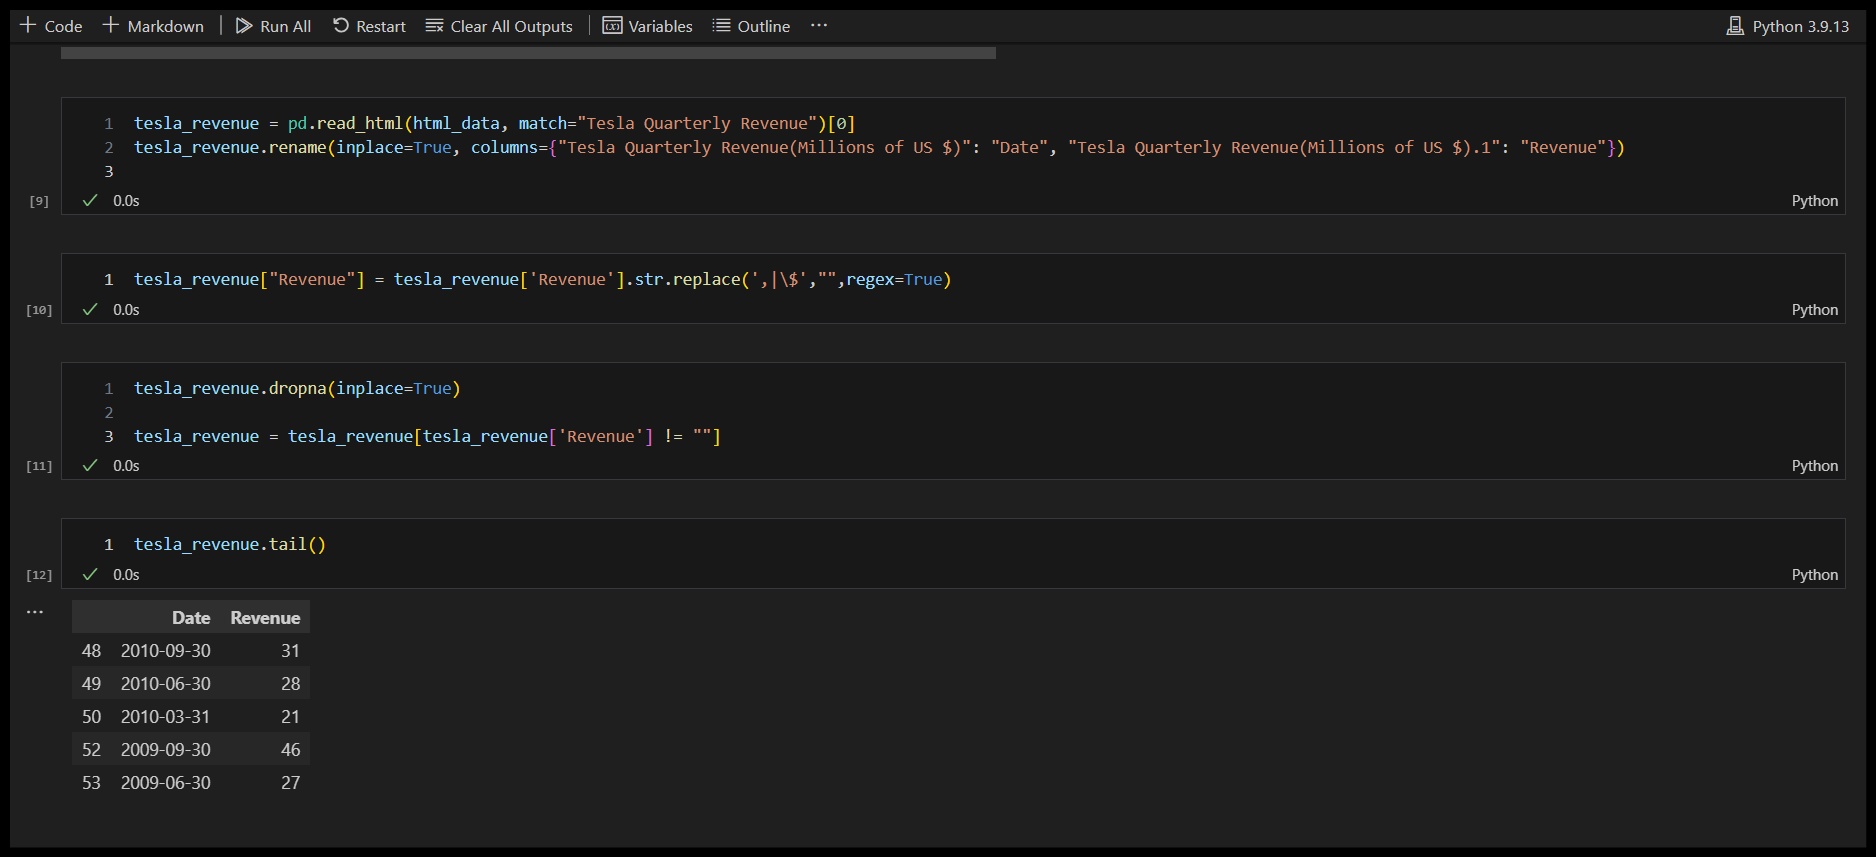 Code Markdown Run All Restart Clear All Outputs Variables Outline ... Python 3.9.13
1 tesla_revenue = pd.read_html(html_data, match="Tesla Quarterly Revenue")[0]
2 tesla_revenue.rename(inplace=True, columns={"Tesla Quarterly Revenue(Millions of US $)": "Date", "Tesla Quarterly Revenue(Millions of US $).1": "Revenue"})
3
[9] 0.0s Python
1 tesla_revenue["Revenue"] = tesla_revenue['Revenue'].str.replace(',|\$',"",regex=True)
[10] 0.0s Python
1 tesla_revenue.dropna(inplace=True)
2
3 tesla_revenue = tesla_revenue[tesla_revenue['Revenue'] != ""]
[11] 0.0s Python
1 tesla_revenue.tail()
[12] 0.0s Python
...
Date Revenue
48 2010-09-30 31
49 2010-06-30 28
50 2010-03-31 21
52 2009-09-30 46
53 2009-06-30 27